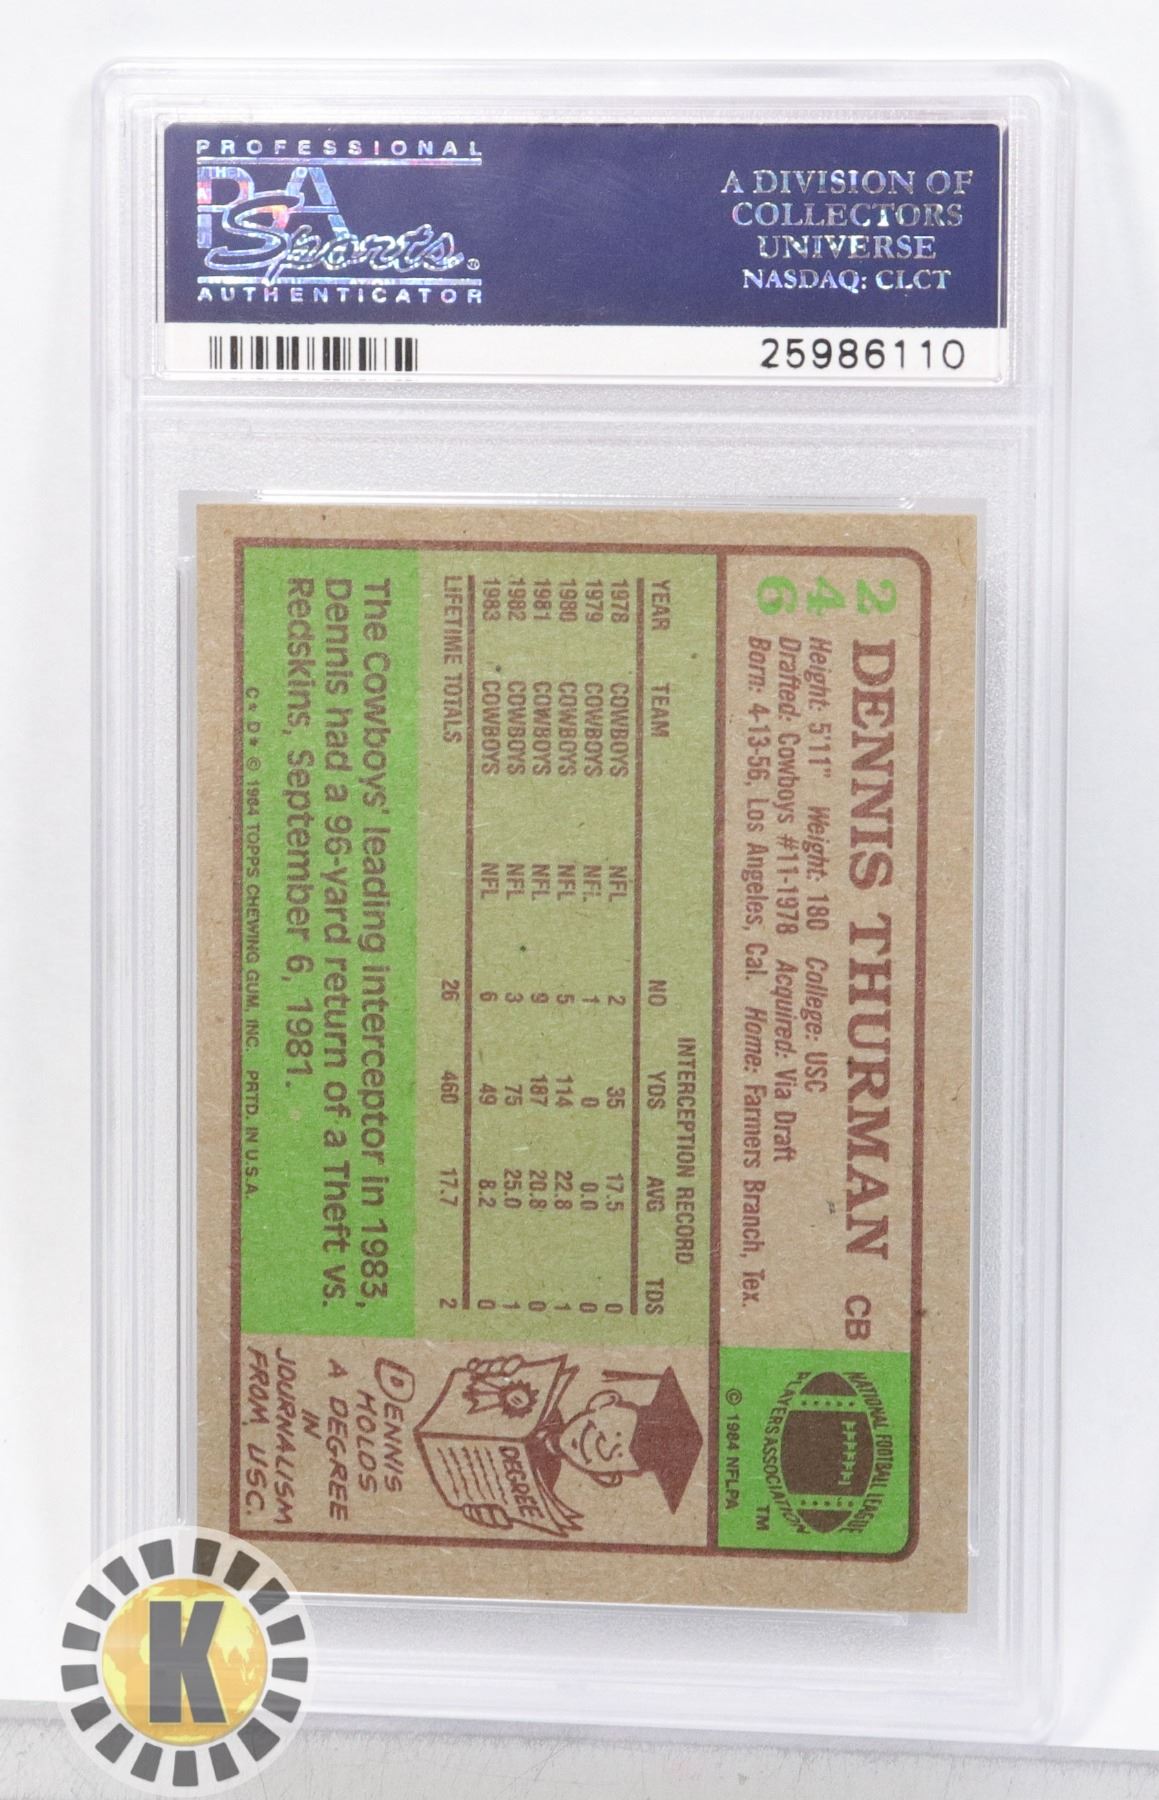 PROFESSIONAL
PSA
Sports®
AUTHENTICATOR
A DIVISION OF
COLLECTORS
UNIVERSE
NASDAQ: CLCT
25986110
246
DENNIS THURMAN CB
Height: 5'11" Weight: 180 College: USC
Drafted: Cowboys #11-1978 Acquired: Via Draft
Born: 4-13-56, Los Angeles, Cal. Home: Farmers Branch, Tex.
NATIONAL FOOTBALL LEAGUE
PLAYERS ASSOCIATION
TM
© 1984 NFLPA
INTERCEPTION RECORD
YEAR TEAM NO YDS AVG TDS
1978 COWBOYS NFL 2 35 17.5 0
1979 COWBOYS NFL 1 0 0.0 0
1980 COWBOYS NFL 5 114 22.8 1
1981 COWBOYS NFL 9 187 20.8 0
1982 COWBOYS NFL 3 75 25.0 1
1983 COWBOYS NFL 6 49 8.2 0
LIFETIME TOTALS 26 460 17.7 2
The Cowboys' leading interceptor in 1983,
Dennis had a 96-yard return of a Theft vs.
Redskins, September 6, 1981.
C* D* © 1984 TOPPS CHEWING GUM, INC. PRTD. IN U.S.A.
DEGREE
DENNIS
HOLDS
A DEGREE
IN
JOURNALISM
FROM USC.
K